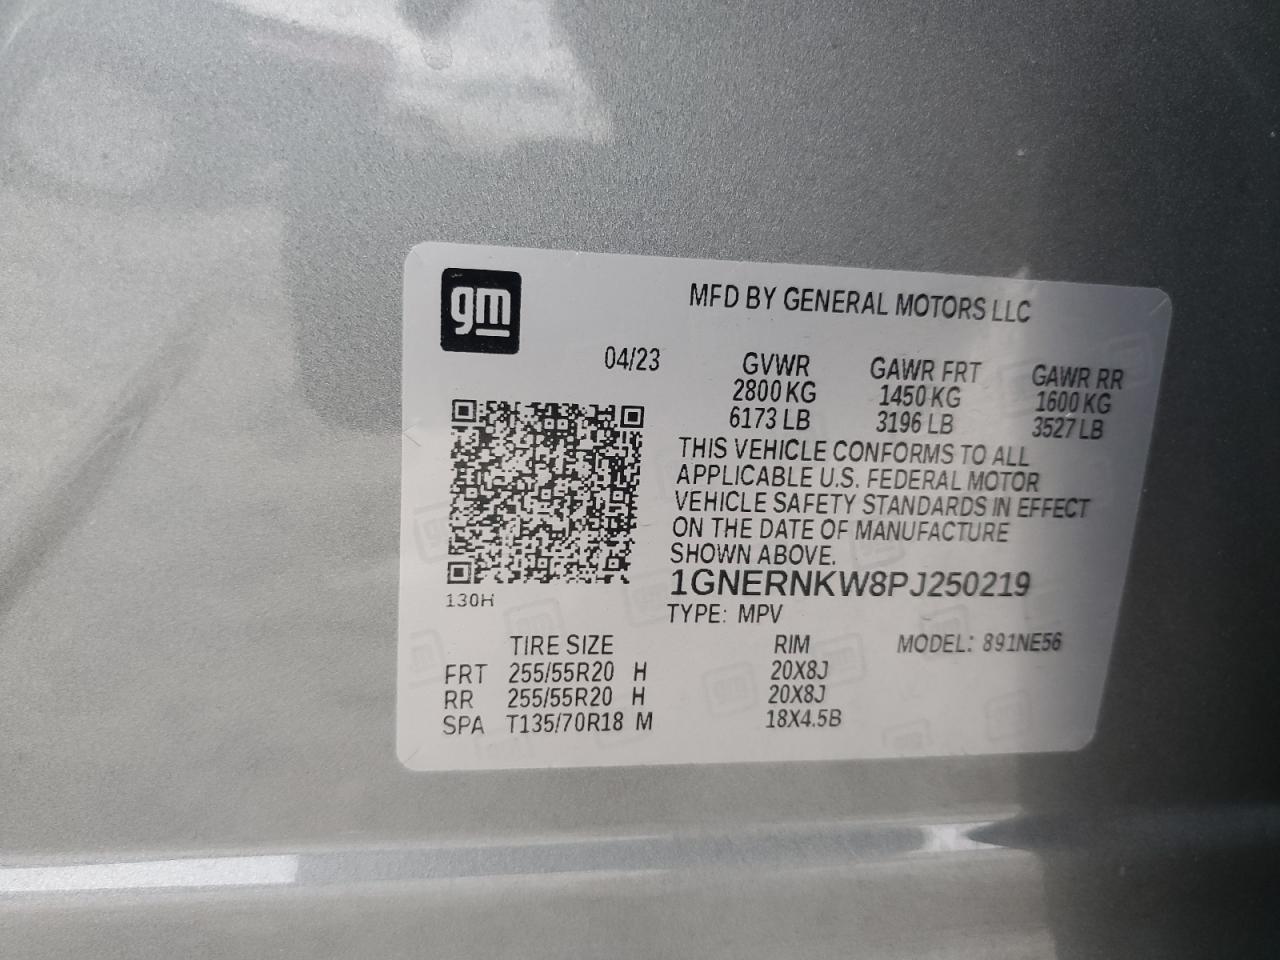 gm
MFD BY GENERAL MOTORS LLC
04/23
GVWR GAWR FRT GAWR RR
2800 KG 1450 KG 1600 KG
6173 LB 3196 LB 3527 LB
THIS VEHICLE CONFORMS TO ALL
APPLICABLE U.S. FEDERAL MOTOR
VEHICLE SAFETY STANDARDS IN EFFECT
ON THE DATE OF MANUFACTURE
SHOWN ABOVE.
1GNERNKW8PJ250219
130H
TYPE: MPV
TIRE SIZE RIM MODEL: 891NE56
FRT 255/55R20 H 20X8J
RR 255/55R20 H 20X8J
SPA T135/70R18 M 18X4.5B